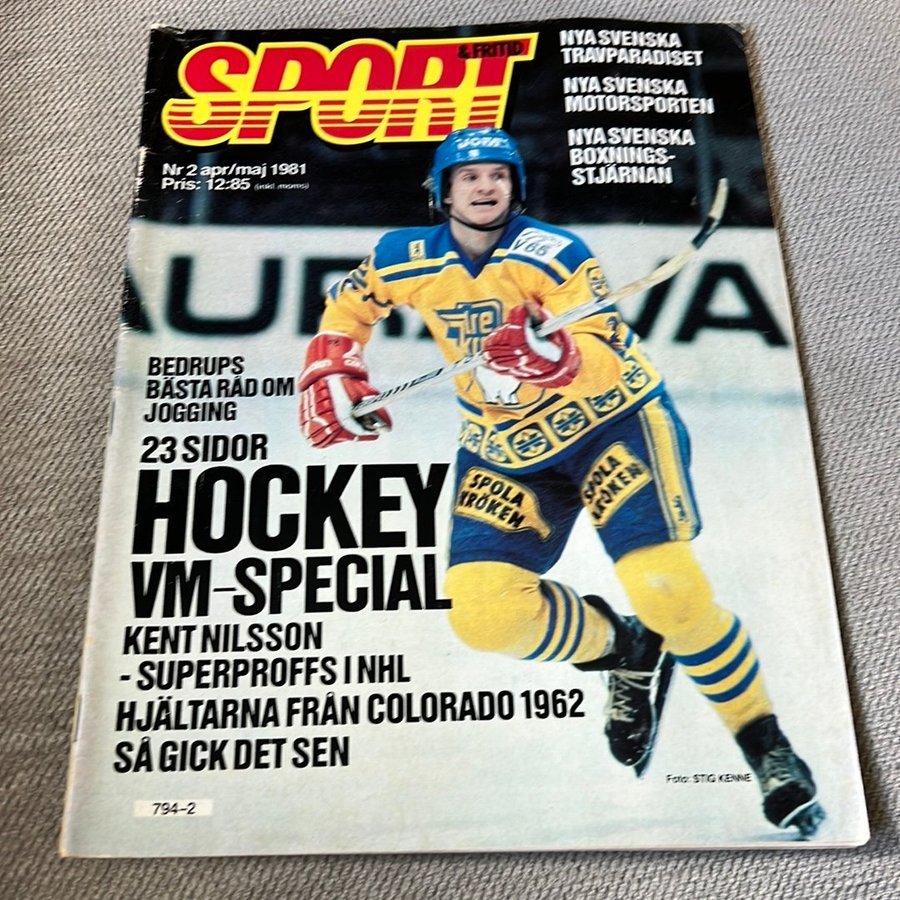 SPORT
& FRITID
Nr 2 apr/maj 1981
Pris: 12:85 (inkl. moms)
NYA SVENSKA
TRAVPARADISET
NYA SVENSKA
MOTORSPORTEN
NYA SVENSKA
BOXNINGS-
STJÄRNAN
V65
Tre
BEDRUPS
BÄSTA RÅD OM
JOGGING
23 SIDOR
HOCKEY
VM-SPECIAL
KENT NILSSON
- SUPERPROFFS I NHL
HJÄLTARNA FRÅN COLORADO 1962
SÅ GICK DET SEN
SPOLA
KRÖKEN
SPOLA
KRÖKEN
Foto: STIG KENNE
794-2